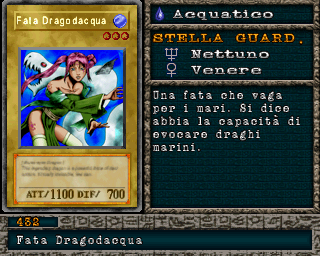 Fata Dragodacqua
ATT/1100 DIF/ 700
Acquatico
STELLA GUARD.
Nettuno
Venere
Una fata che vaga
per i mari. Si dice
abbia la capacità di
evocare draghi
marini.
432
Fata Dragodacqua